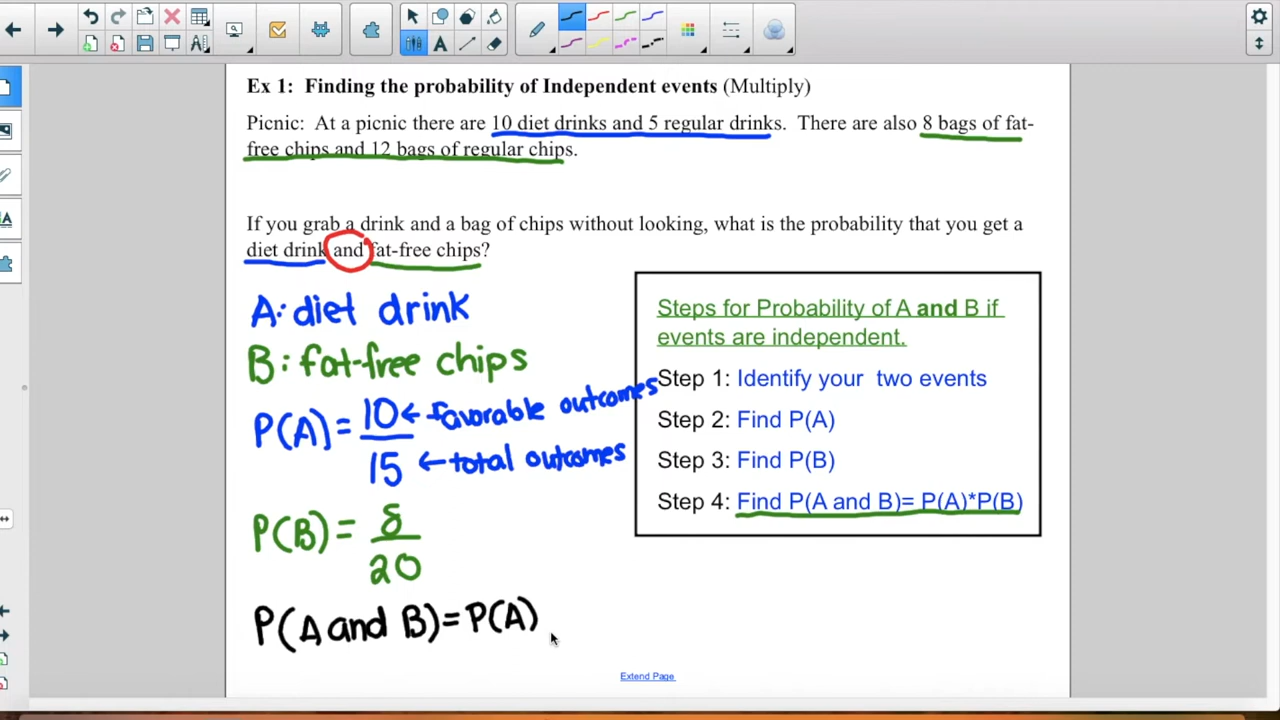 Ex 1: Finding the probability of Independent events (Multiply)
Picnic: At a picnic there are 10 diet drinks and 5 regular drinks. There are also 8 bags of fat-
free chips and 12 bags of regular chips.
If you grab a drink and a bag of chips without looking, what is the probability that you get a
diet drink and fat-free chips?
A: diet drink
B: fat-free chips
P(A) = 10 ← favorable outcomes
15 ← total outcomes
P(B) = 8
20
P(A and B) = P(A)
Steps for Probability of A and B if
events are independent.
Step 1: Identify your two events
Step 2: Find P(A)
Step 3: Find P(B)
Step 4: Find P(A and B)= P(A)*P(B)
Extend Page